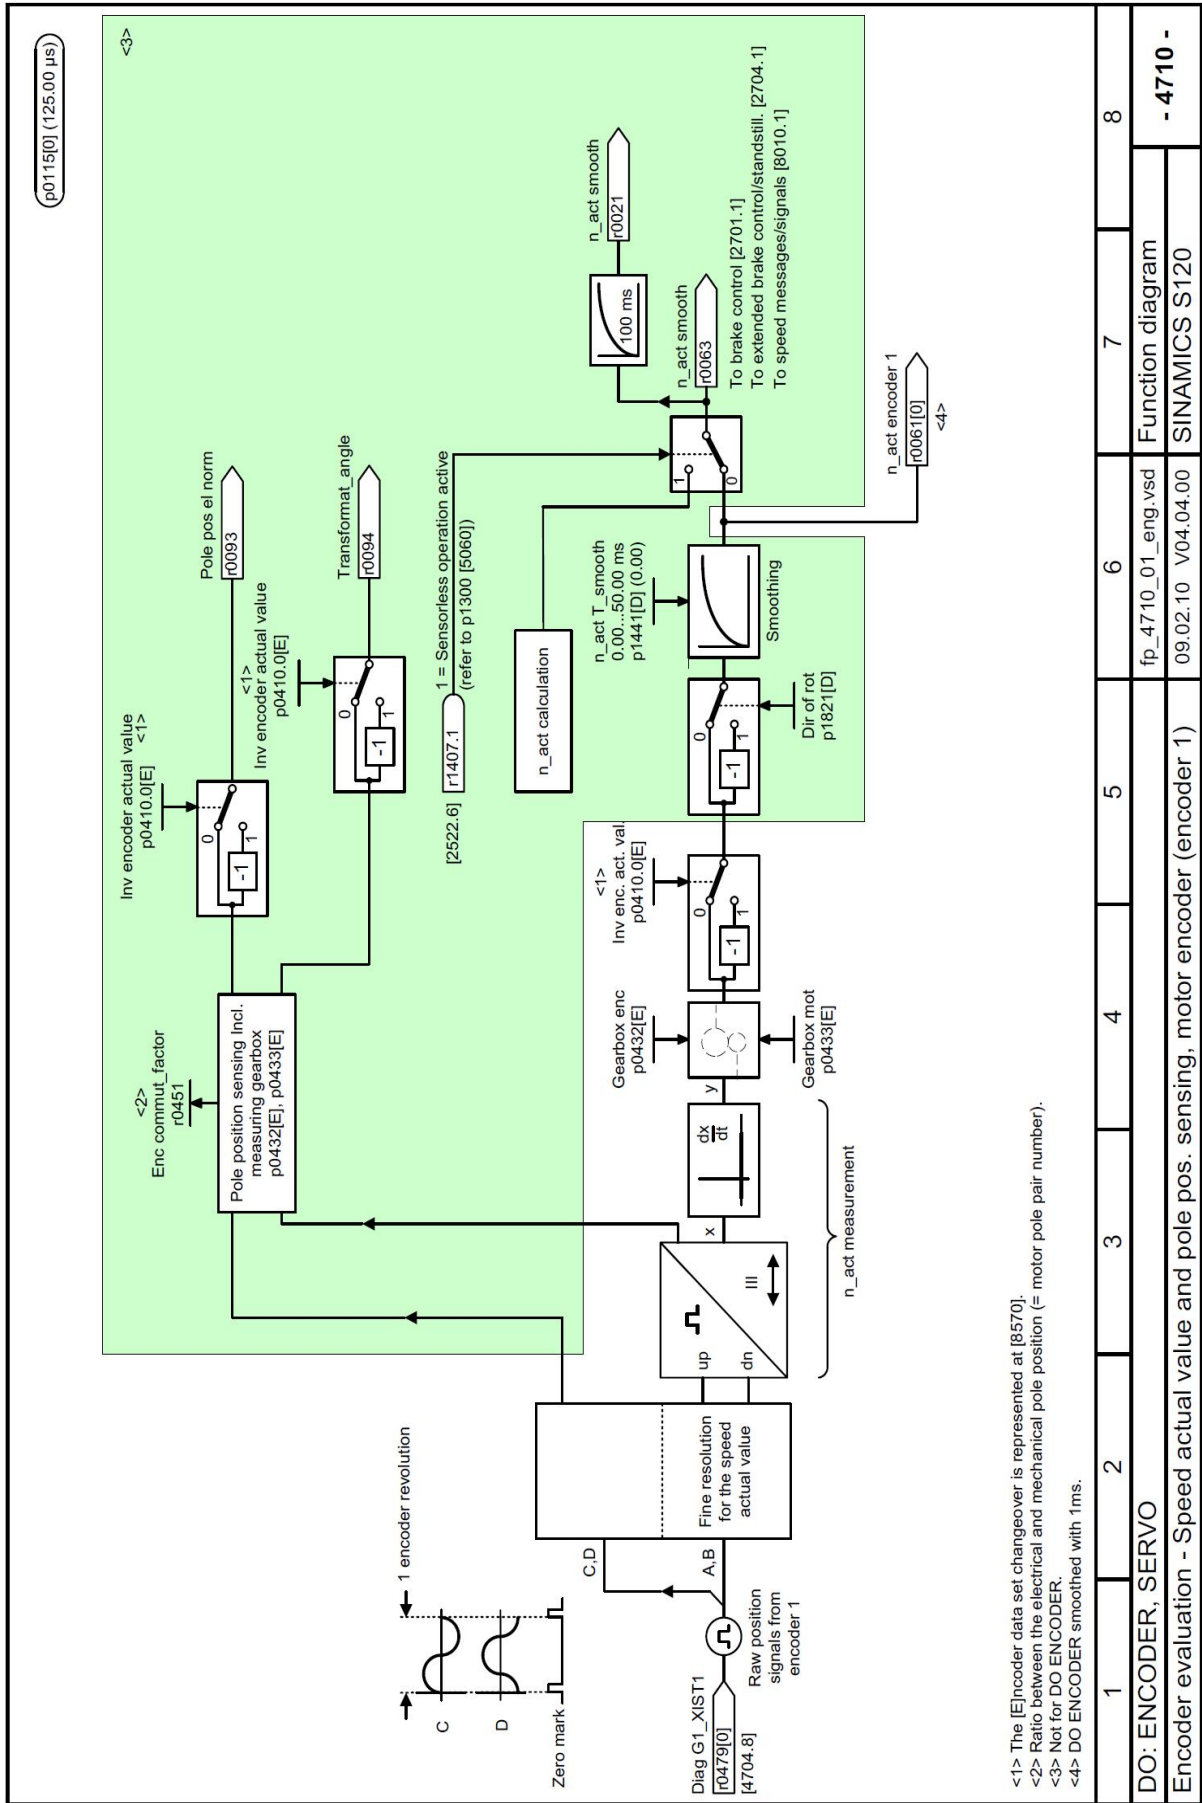 p0115[0] (125.00 µs)
<3>
1 encoder revolution
C
D
Zero mark
Diag G1_XIST1
r0479[0]
[4704.8]
Raw position
signals from
encoder 1
C,D
A,B
Fine resolution
for the speed
actual value
up
dn
III
x
dx
dt
y
n_act measurement
<2>
Enc commut_factor
r0451
Pole position sensing Incl.
measuring gearbox
p0432[E], p0433[E]
Inv encoder actual value
<1>
p0410.0[E]
0
1
-1
Pole pos el norm
r0093
<1>
Inv encoder actual value
p0410.0[E]
0
1
-1
Transformat_angle
r0094
[2522.6]
r1407.1
1 = Sensorless operation active
(refer to p1300 [5060])
n_act calculation
Gearbox enc
p0432[E]
Gearbox mot
p0433[E]
<1>
Inv enc. act. val.
p0410.0[E]
0
1
-1
0
1
-1
Dir of rot
p1821[D]
n_act T_smooth
0.00...50.00 ms
p1441[D] (0.00)
Smoothing
1
0
100 ms
n_act smooth
r0021
n_act smooth
r0063
To brake control [2701.1]
To extended brake control/standstill. [2704.1]
To speed messages/signals [8010.1]
n_act encoder 1
r0061[0]
<4>
<1> The [E]ncoder data set changeover is represented at [8570].
<2> Ratio between the electrical and mechanical pole position (= motor pole pair number).
<3> Not for DO ENCODER.
<4> DO ENCODER smoothed with 1ms.
1 2 3 4 5 6 7 8
DO: ENCODER, SERVO
fp_4710_01_eng.vsd
Function diagram
- 4710 -
Encoder evaluation - Speed actual value and pole pos. sensing, motor encoder (encoder 1)
09.02.10 V04.04.00
SINAMICS S120